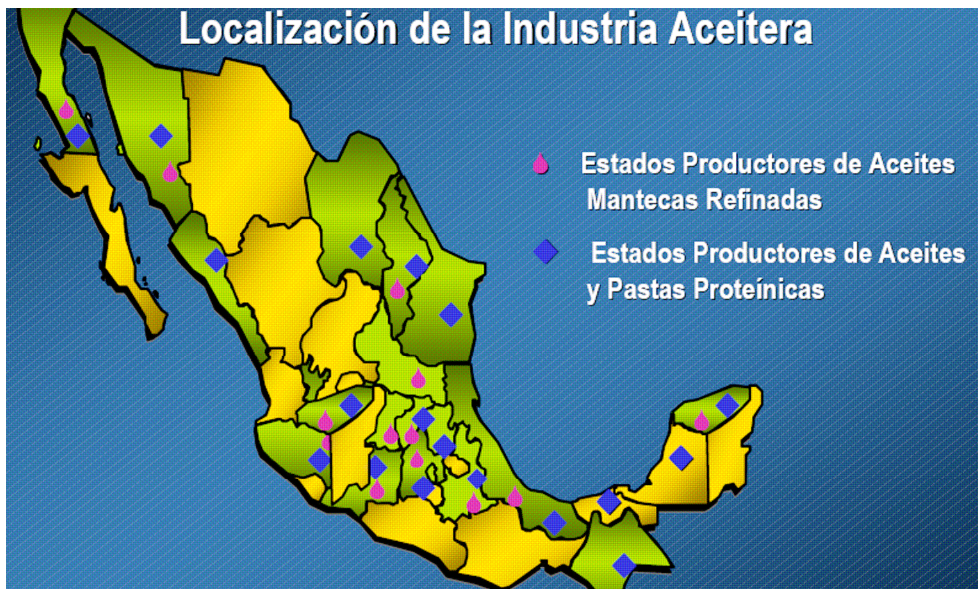 Localización de la Industria Aceitera
Estados Productores de Aceites
Mantecas Refinadas
Estados Productores de Aceites
y Pastas Proteínicas